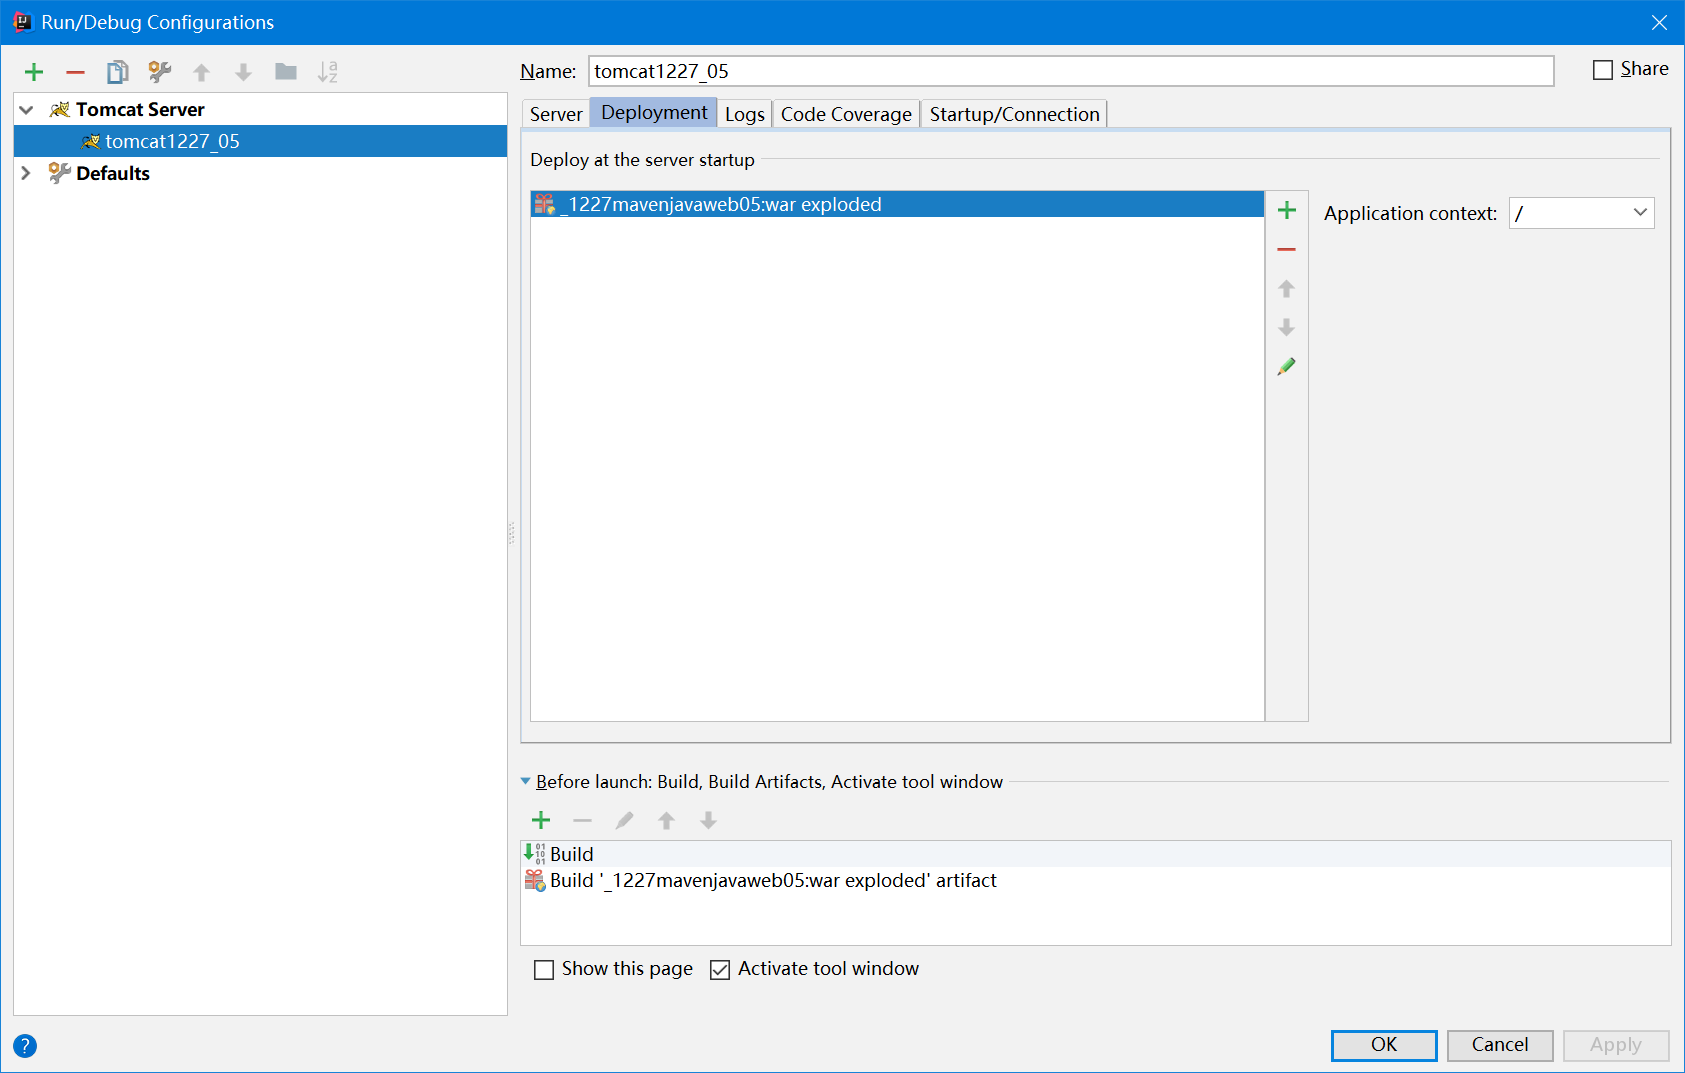 Run/Debug Configurations
Name: tomcat1227_05
Share
Tomcat Server
tomcat1227_05
Defaults
Server Deployment Logs Code Coverage Startup/Connection
Deploy at the server startup
_1227mavenjavaweb05:war exploded
Application context: /
Before launch: Build, Build Artifacts, Activate tool window
Build
Build '_1227mavenjavaweb05:war exploded' artifact
Show this page Activate tool window
? OK Cancel Apply